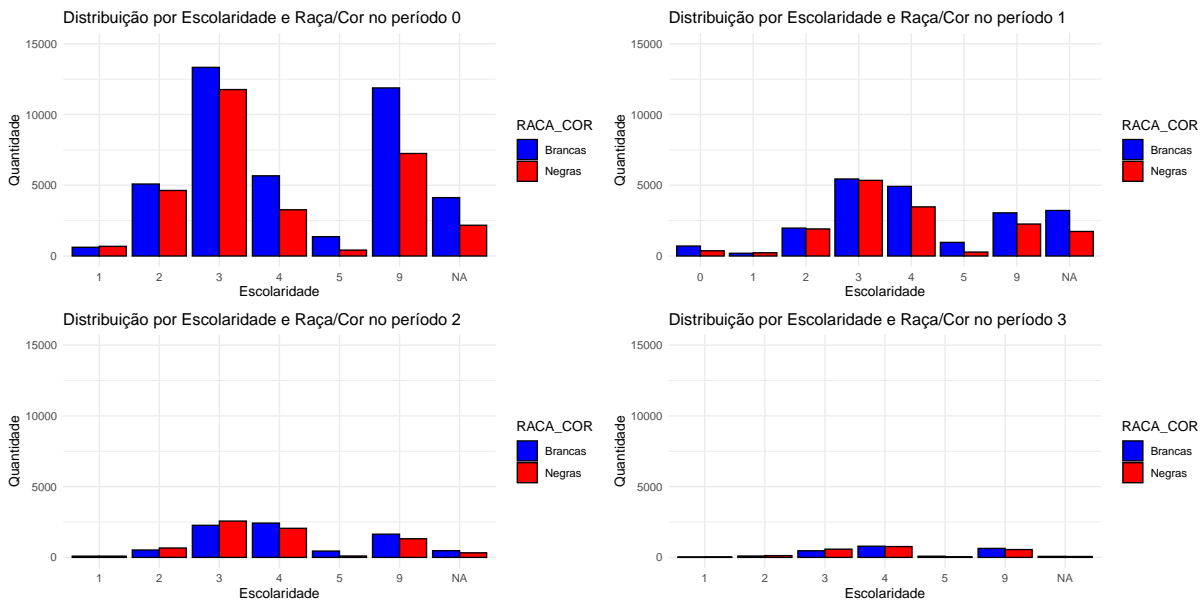 Distribuição por Escolaridade e Raça/Cor no período 0
15000
10000
5000
0
Quantidade
1 2 3 4 5 9 NA
Escolaridade
RACA_COR
Brancas
Negras
Distribuição por Escolaridade e Raça/Cor no período 1
15000
10000
5000
0
Quantidade
0 1 2 3 4 5 9 NA
Escolaridade
RACA_COR
Brancas
Negras
Distribuição por Escolaridade e Raça/Cor no período 2
15000
10000
5000
0
Quantidade
1 2 3 4 5 9 NA
Escolaridade
RACA_COR
Brancas
Negras
Distribuição por Escolaridade e Raça/Cor no período 3
15000
10000
5000
0
Quantidade
1 2 3 4 5 9 NA
Escolaridade
RACA_COR
Brancas
Negras